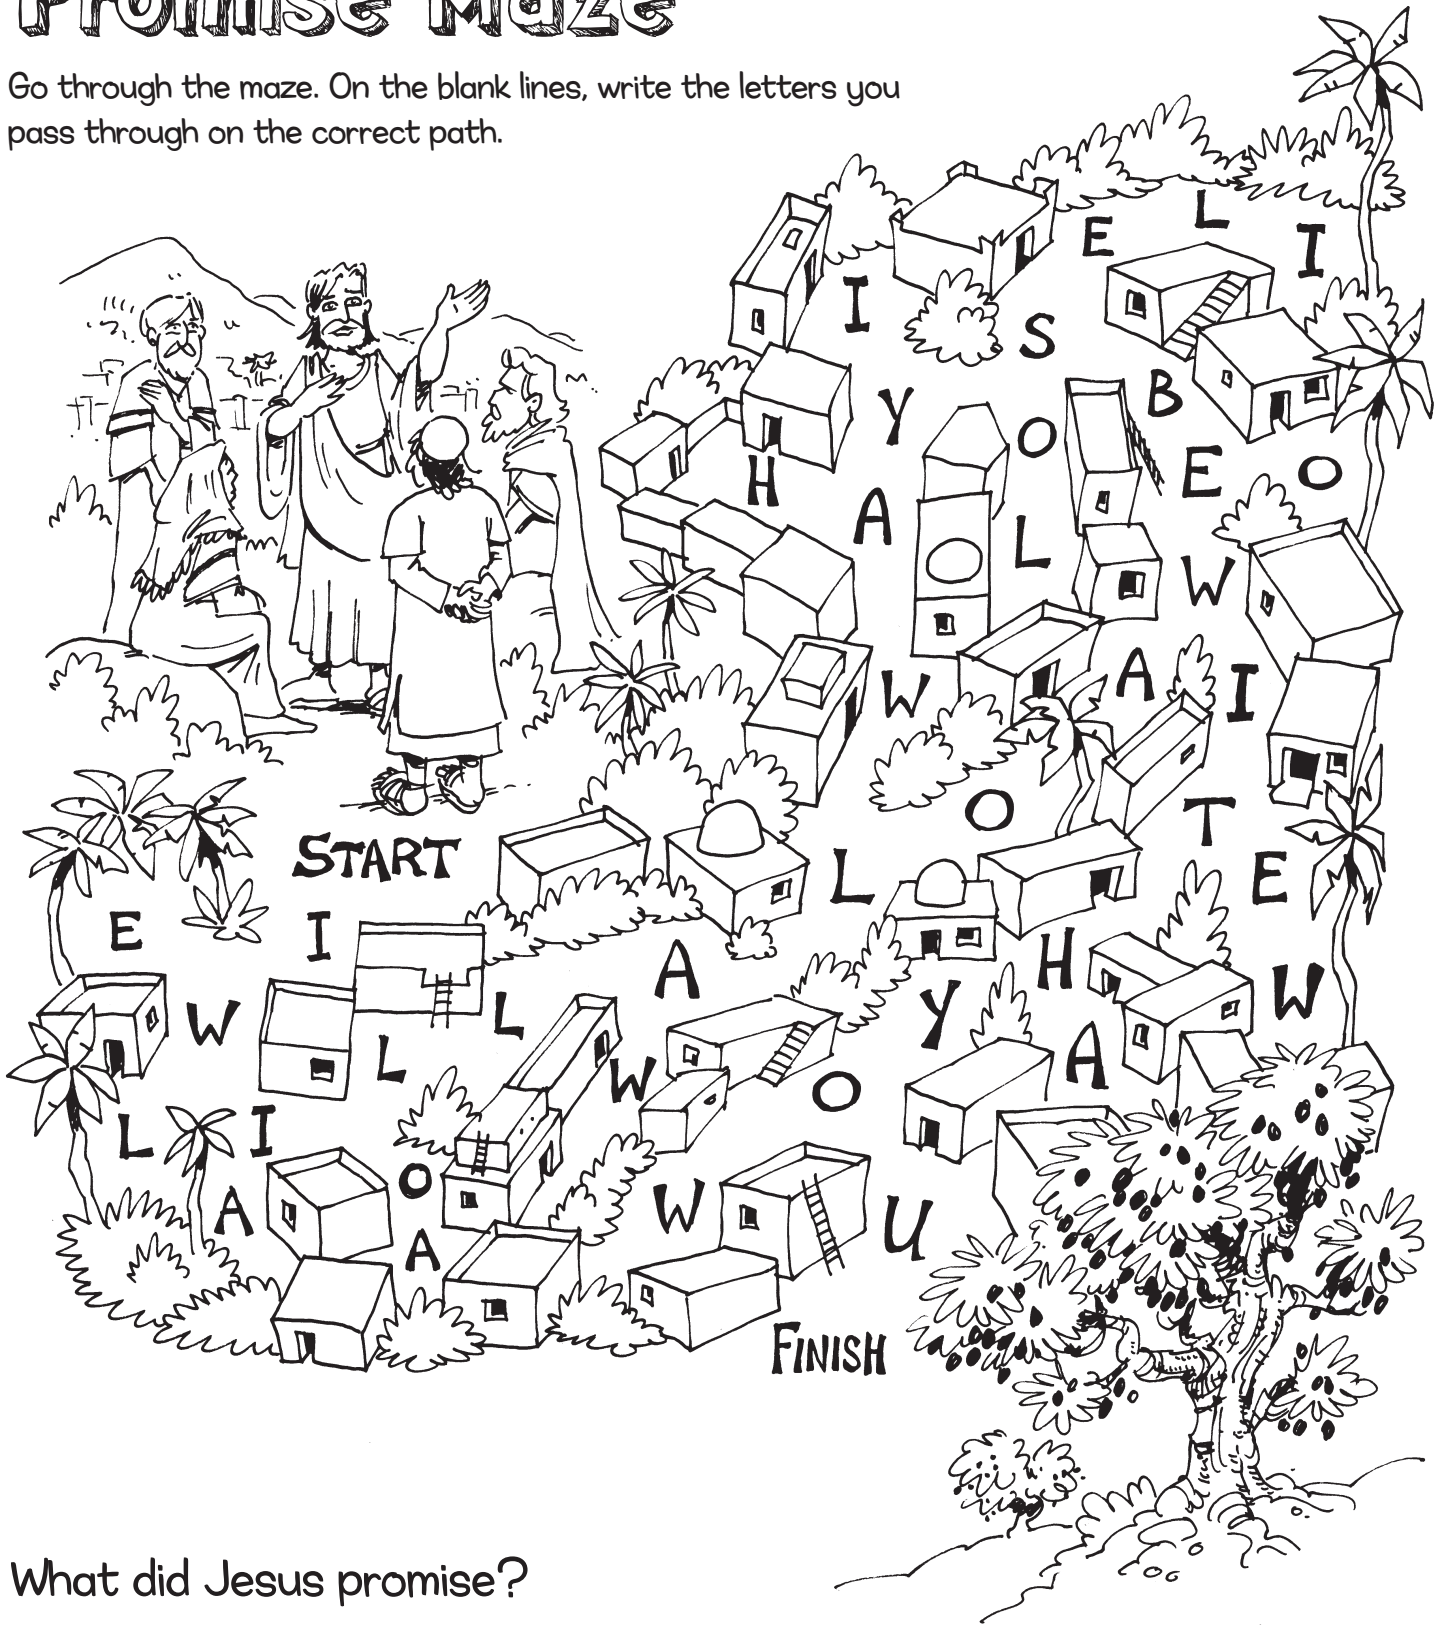 Promise Maze
Go through the maze. On the blank lines, write the letters you
pass through on the correct path.
L
E
I
I
S
B
Y
O
E
O
H
A
L
W
A
I
W
O
T
START
L
E
E
I
A
H
W
W
L
Y
L
W
O
A
L
I
O
A
W
U
A
FINISH
What did Jesus promise?